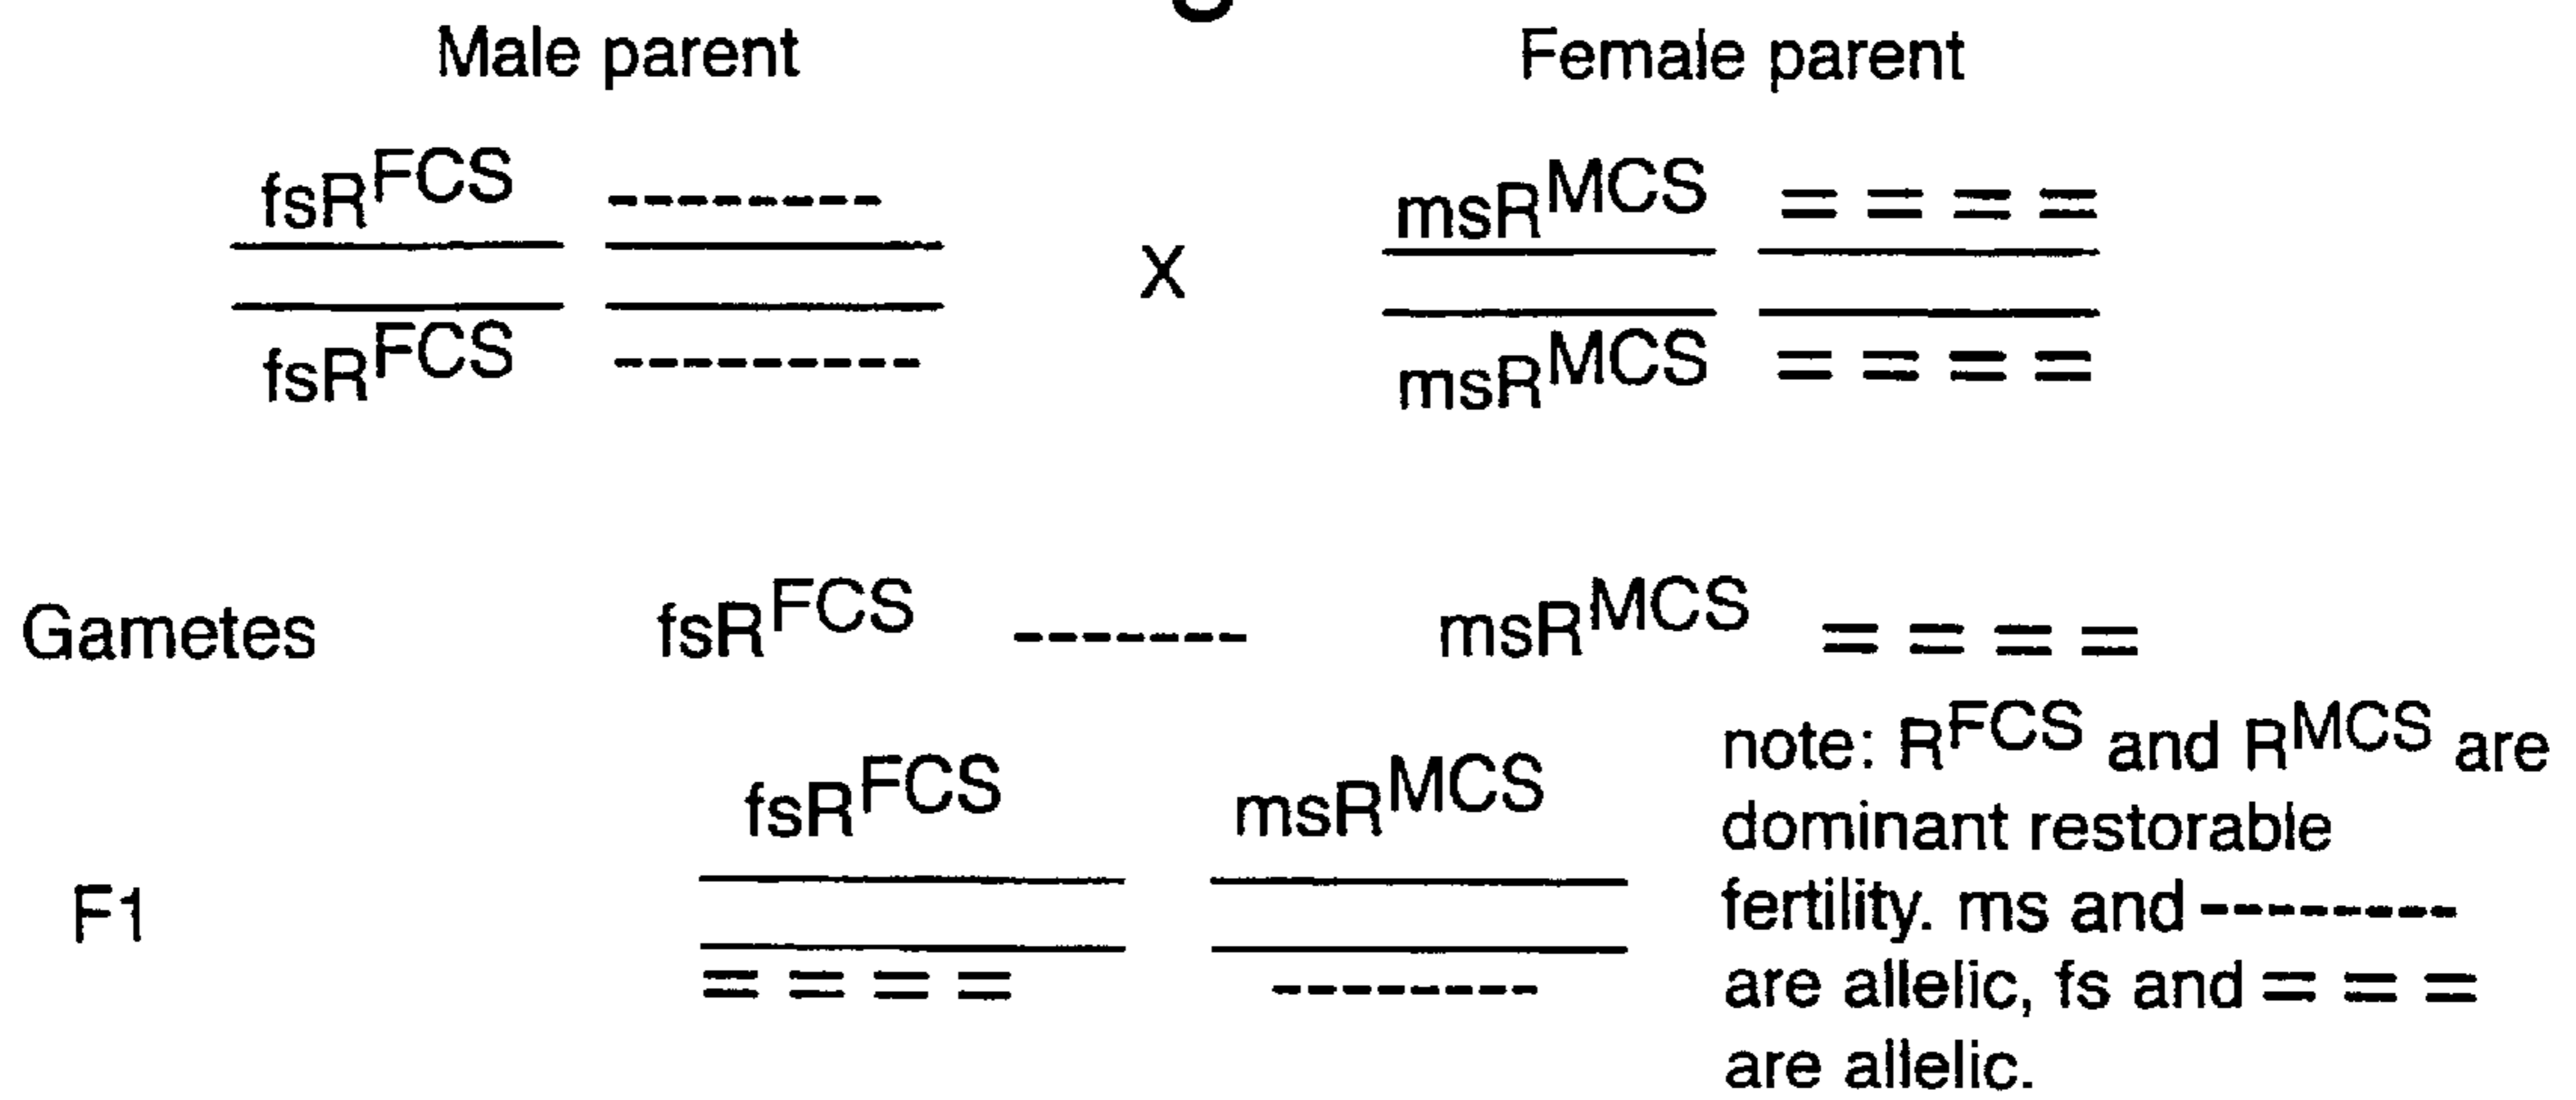 Male parent Female parent
fsR^FCS -------- msR^MCS = = = =
x
fsR^FCS --------- msR^MCS = = = =
Gametes fsR^FCS ------- msR^MCS = = = =
note: R^FCS and R^MCS are
fsR^FCS msR^MCS dominant restorable
F1 fertility. ms and --------
= = = = -------- are allelic, fs and = = =
are allelic.